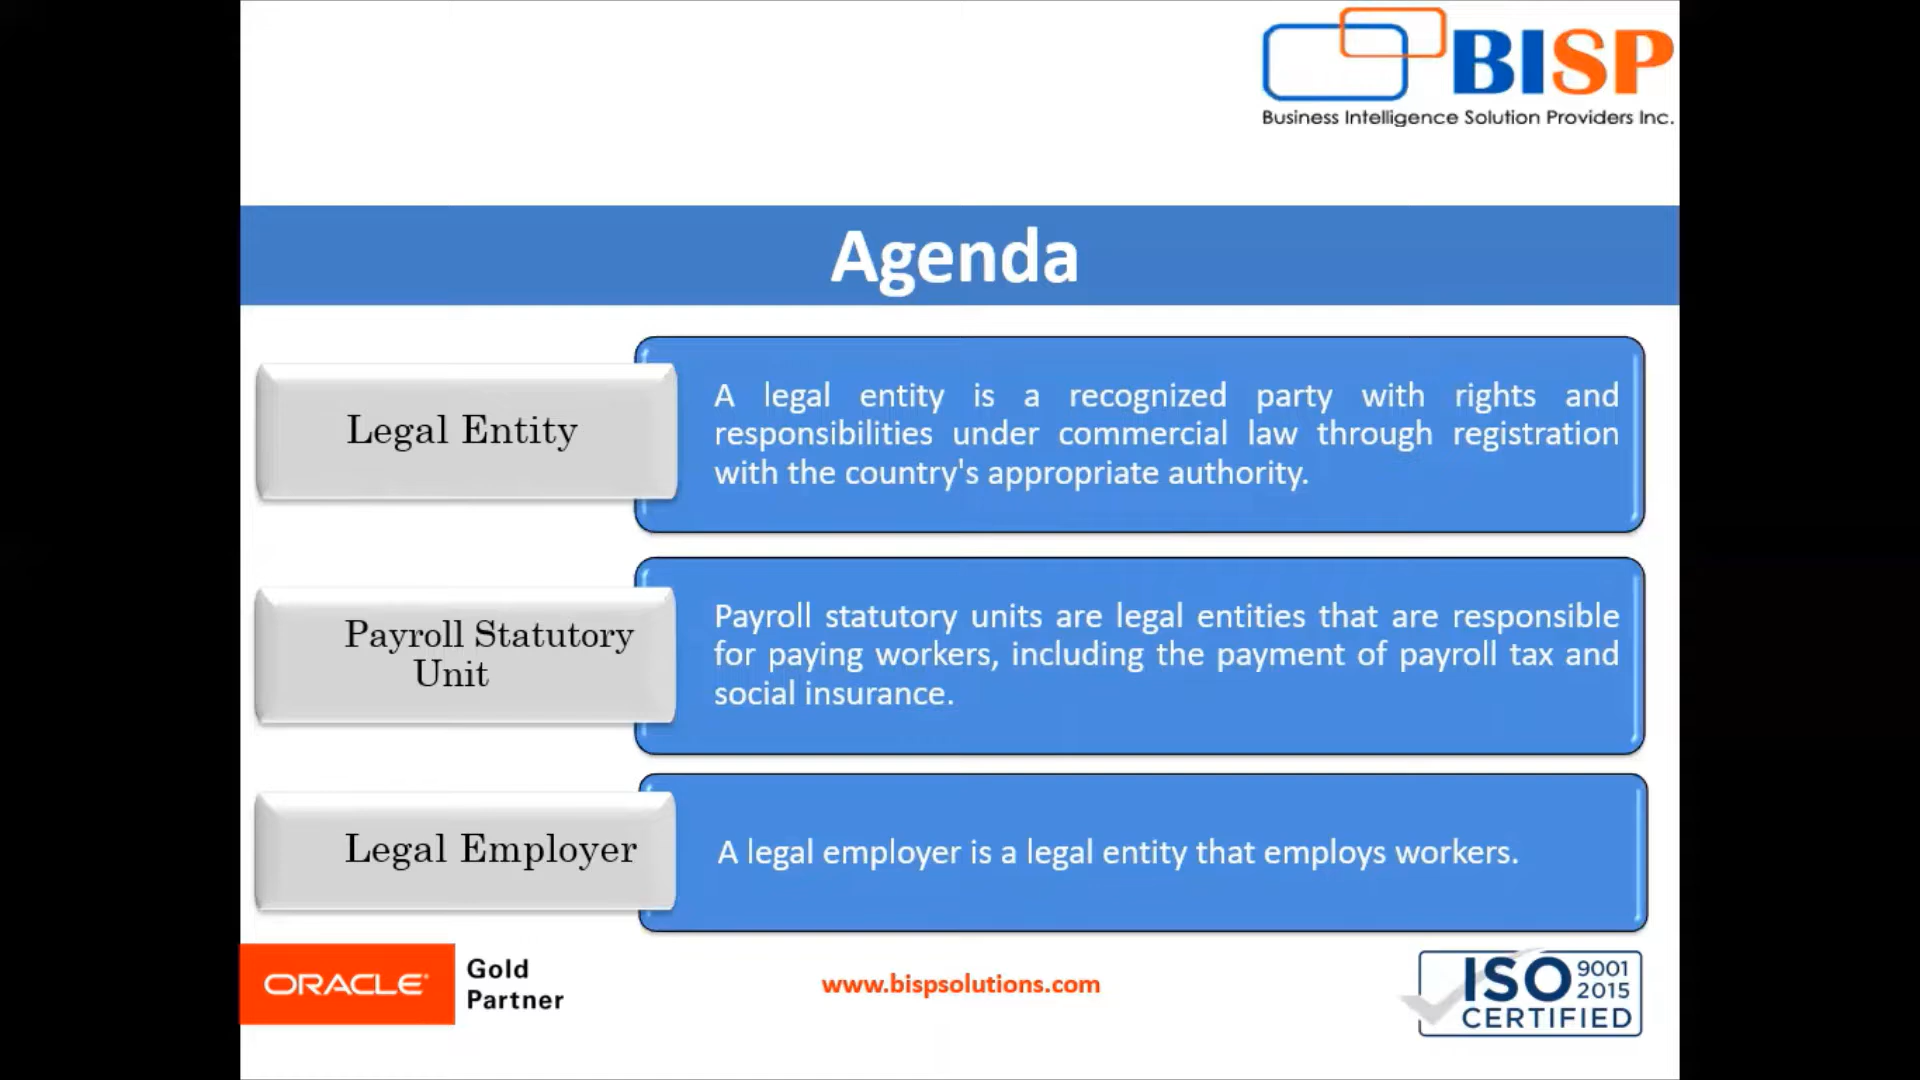 BISP
Business Intelligence Solution Providers Inc.
Agenda
Legal Entity
A legal entity is a recognized party with rights and
responsibilities under commercial law through registration
with the country's appropriate authority.
Payroll Statutory
Unit
Payroll statutory units are legal entities that are responsible
for paying workers, including the payment of payroll tax and
social insurance.
Legal Employer
A legal employer is a legal entity that employs workers.
ORACLE
Gold
Partner
www.bispsolutions.com
ISO 9001
2015
CERTIFIED